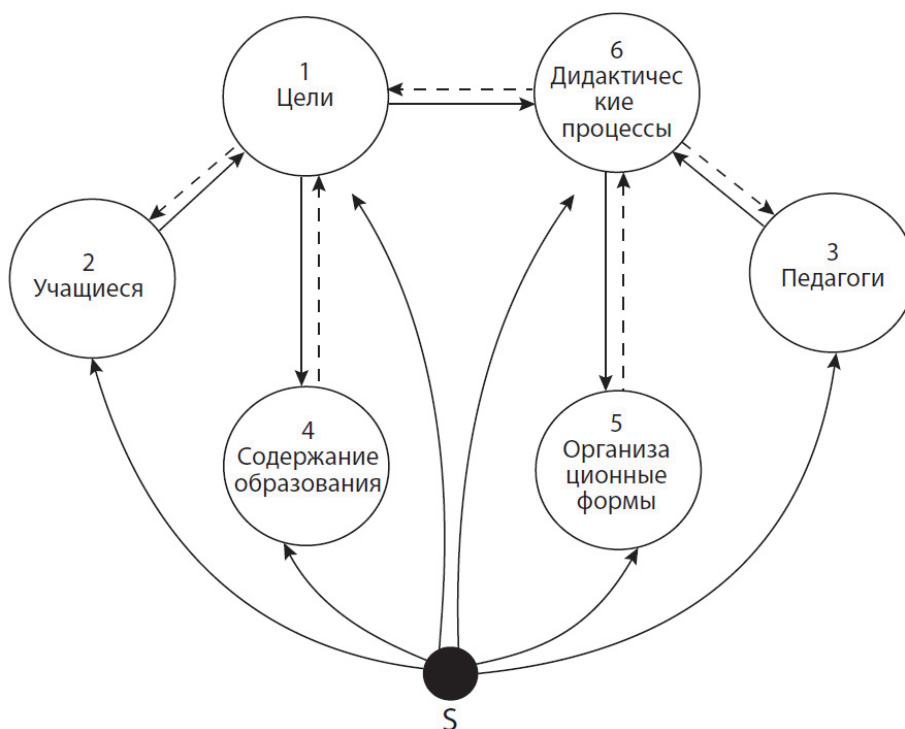 1
Цели
6
Дидактичес
кие
процессы
2
Учащиеся
3
Педагоги
4
Содержание
образования
5
Организа
ционные
формы
S